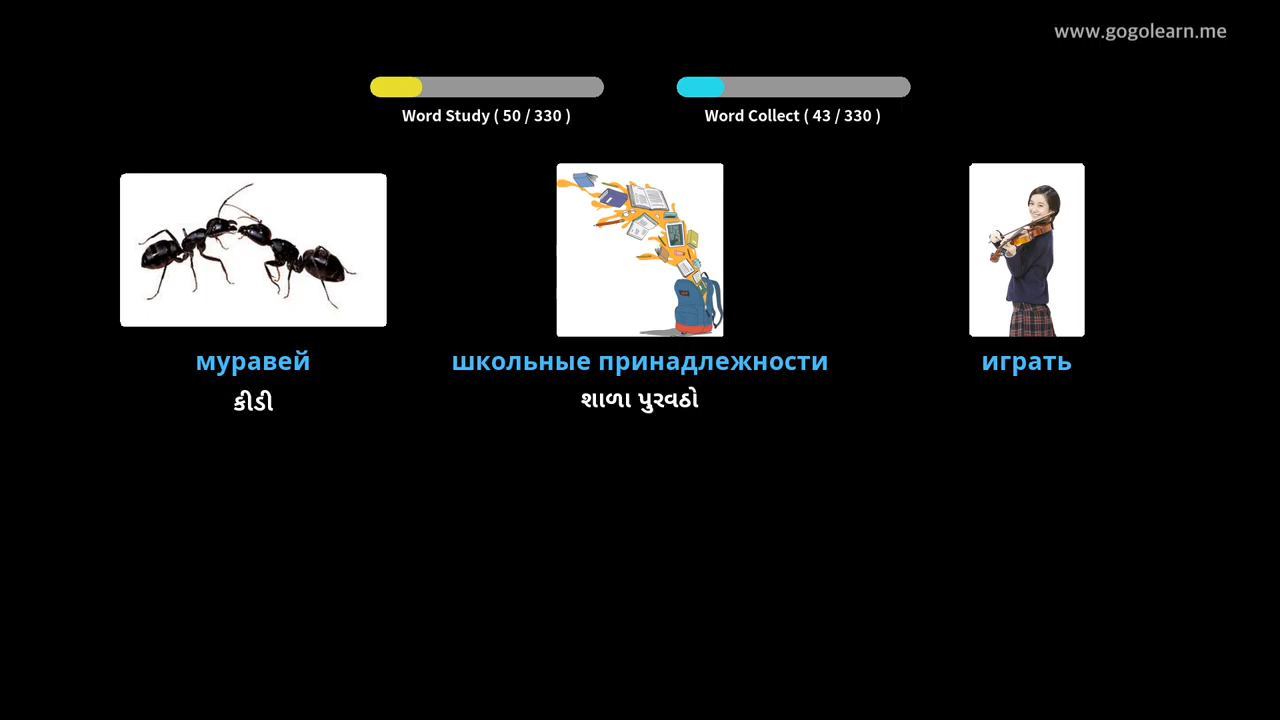 www.gogolearn.me
Word Study ( 50 / 330 )
Word Collect ( 43 / 330 )
муравей
школьные принадлежности
играть
કીડી
શાળા પુરવઠો